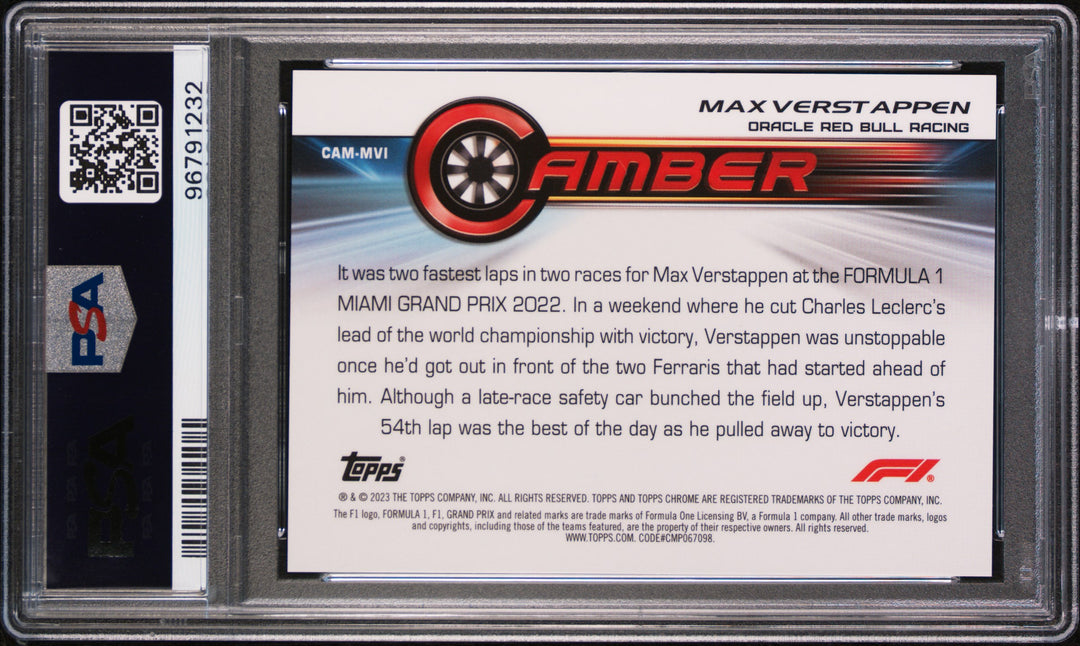 PSA
96791232
MAX VERSTAPPEN
ORACLE RED BULL RACING
CAM-MVI
CAMBER
It was two fastest laps in two races for Max Verstappen at the FORMULA 1
MIAMI GRAND PRIX 2022. In a weekend where he cut Charles Leclerc's
lead of the world championship with victory, Verstappen was unstoppable
once he'd got out in front of the two Ferraris that had started ahead of
him. Although a late-race safety car bunched the field up, Verstappen's
54th lap was the best of the day as he pulled away to victory.
Topps®
F1®
® & © 2023 THE TOPPS COMPANY, INC. ALL RIGHTS RESERVED. TOPPS AND TOPPS CHROME ARE REGISTERED TRADEMARKS OF THE TOPPS COMPANY, INC.
The F1 logo, FORMULA 1, F1, GRAND PRIX and related marks are trade marks of Formula One Licensing BV, a Formula 1 company. All other trade marks, logos
and copyrights, including those of the teams featured, are the property of their respective owners. All rights reserved.
WWW.TOPPS.COM. CODE#CMP067098.
PSA